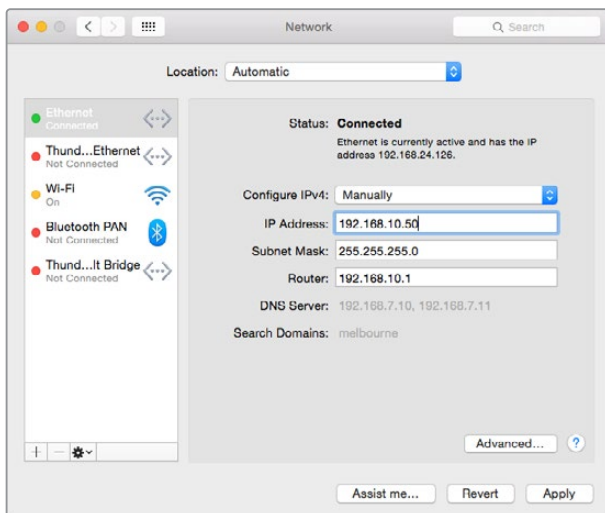 Network
Search
Location: Automatic
Ethernet
Connected
Thund...Ethernet
Not Connected
Wi-Fi
On
Bluetooth PAN
Not Connected
Thund...lt Bridge
Not Connected
Status: Connected
Ethernet is currently active and has the IP
address 192.168.24.126.
Configure IPv4: Manually
IP Address: 192.168.10.50
Subnet Mask: 255.255.255.0
Router: 192.168.10.1
DNS Server: 192.168.7.10, 192.168.7.11
Search Domains: melbourne
Advanced...
?
Assist me...
Revert
Apply